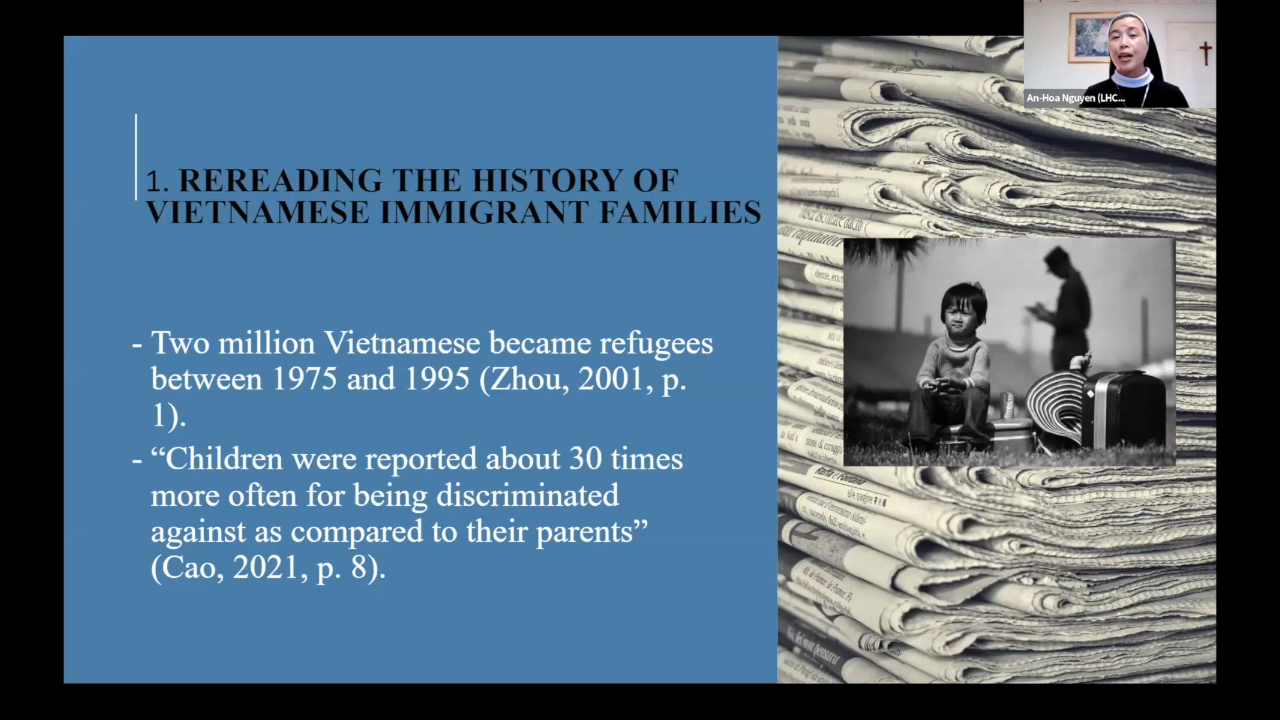 An-Hoa Nguyen (LHC...
1. REREADING THE HISTORY OF
VIETNAMESE IMMIGRANT FAMILIES
- Two million Vietnamese became refugees
between 1975 and 1995 (Zhou, 2001, p.
1).
- “Children were reported about 30 times
more often for being discriminated
against as compared to their parents”
(Cao, 2021, p. 8).